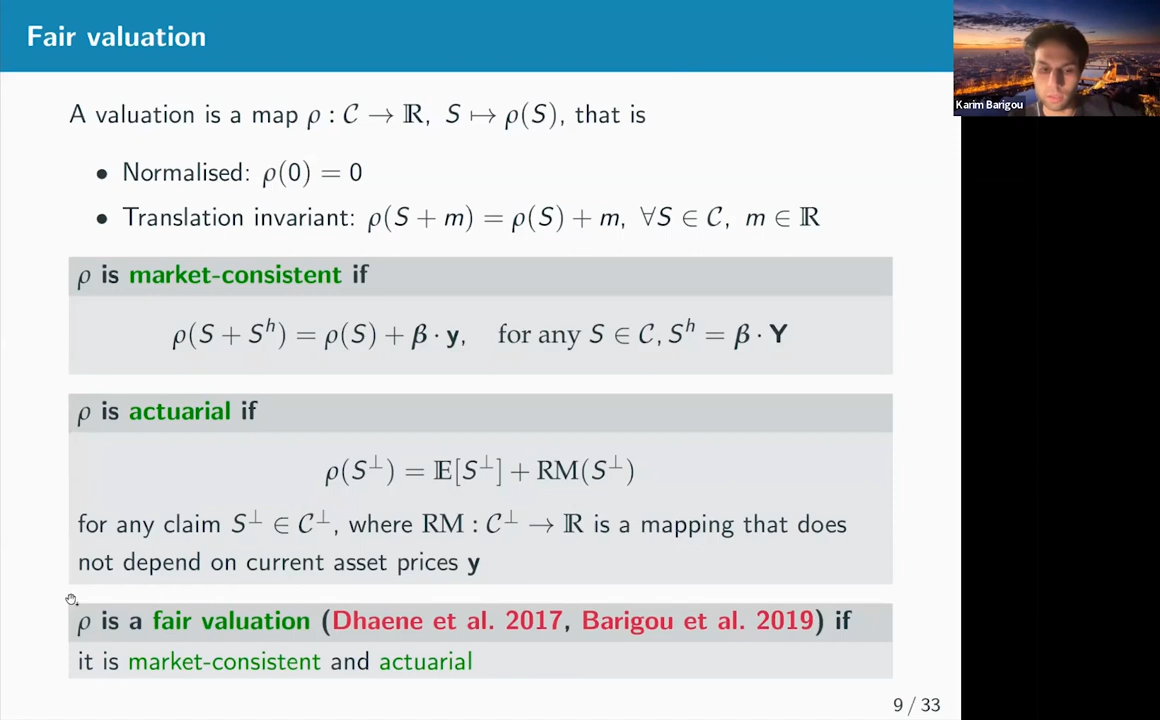 Fair valuation
Karim Barigou
A valuation is a map ρ : 𝒞 → ℝ, S ↦ ρ(S), that is
• Normalised: ρ(0) = 0
• Translation invariant: ρ(S + m) = ρ(S) + m, ∀S ∈ 𝒞, m ∈ ℝ
ρ is market-consistent if
ρ(S + Sʰ) = ρ(S) + β · y, for any S ∈ 𝒞, Sʰ = β · Y
ρ is actuarial if
ρ(S^⊥) = 𝔼[S^⊥] + RM(S^⊥)
for any claim S^⊥ ∈ 𝒞^⊥, where RM : 𝒞^⊥ → ℝ is a mapping that does
not depend on current asset prices y
ρ is a fair valuation (Dhaene et al. 2017, Barigou et al. 2019) if
it is market-consistent and actuarial
9 / 33